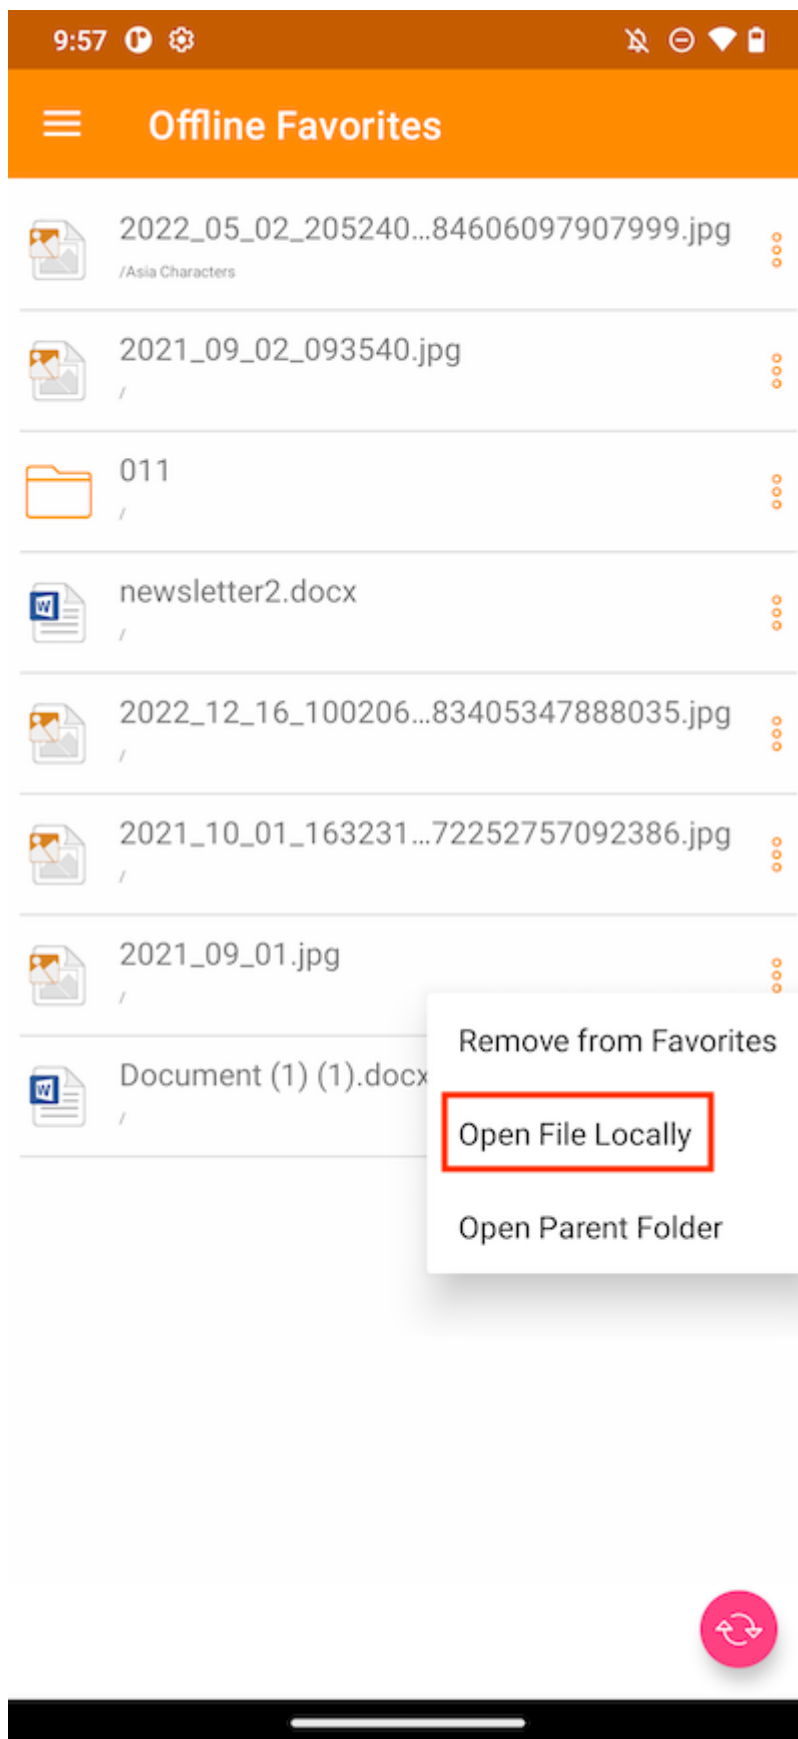 9:57
Offline Favorites
2022_05_02_205240...84606097907999.jpg
/Asia Characters
2021_09_02_093540.jpg
/
011
/
newsletter2.docx
/
2022_12_16_100206...83405347888035.jpg
/
2021_10_01_163231...72252757092386.jpg
/
2021_09_01.jpg
/
Document (1) (1).docx
/
Remove from Favorites
Open File Locally
Open Parent Folder